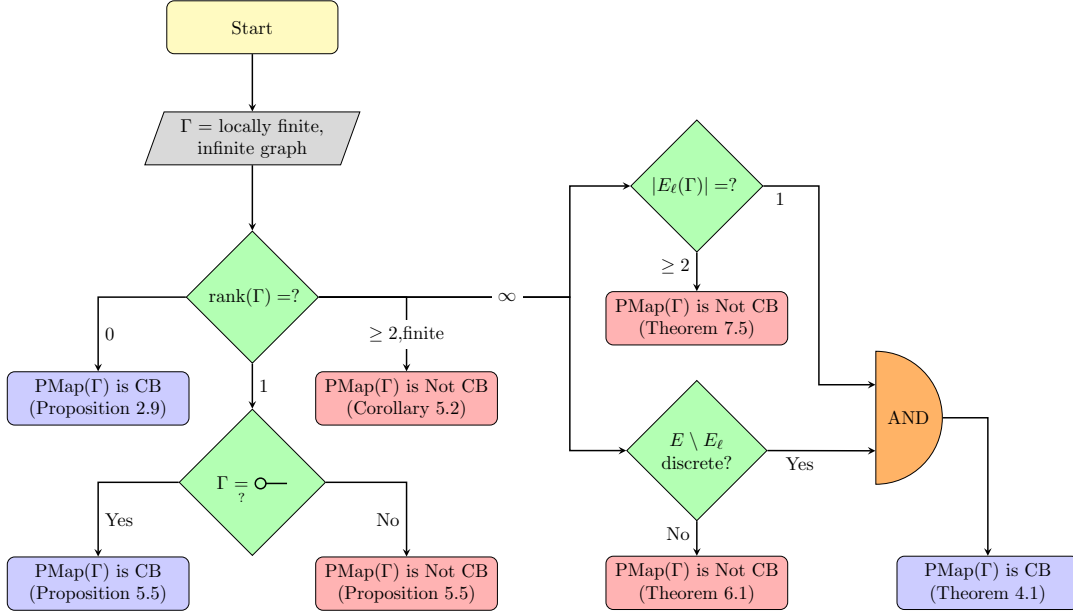 Start
Γ = locally finite,
infinite graph
|E_ℓ(Γ)| =?
1
≥ 2
rank(Γ) =?
∞
PMap(Γ) is Not CB
(Theorem 7.5)
0
≥ 2,finite
1
PMap(Γ) is CB
(Proposition 2.9)
PMap(Γ) is Not CB
(Corollary 5.2)
AND
E \ E_ℓ
discrete?
Yes
Γ =
?
Yes
No
No
PMap(Γ) is CB
(Proposition 5.5)
PMap(Γ) is Not CB
(Proposition 5.5)
PMap(Γ) is Not CB
(Theorem 6.1)
PMap(Γ) is CB
(Theorem 4.1)